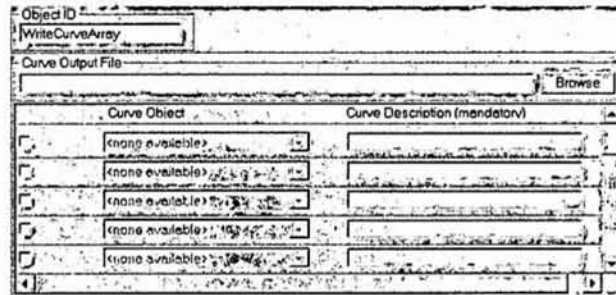 Object ID
WriteCurveArray
Curve Output File
Browse
Curve Object Curve Description (mandatory)
<none available>
<none available>
<none available>
<none available>
<none available>